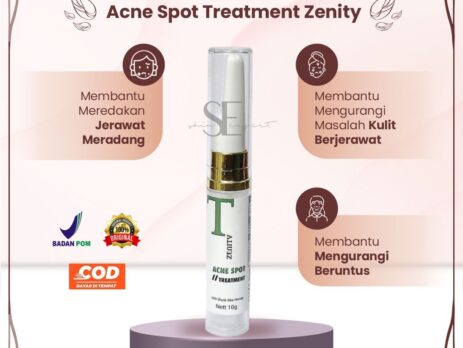 Acne Spot Treatment Zenity
Membantu
Meredakan
Jerawat
Meradang
Membantu
Mengurangi
Masalah Kulit
Berjerawat
SE
T
ZENITY
ACNE SPOT
// TREATMENT
Nett 10g
BADAN POM
100%
ORIGINAL
COD
BAYAR DI TEMPAT
Membantu
Mengurangi
Beruntus